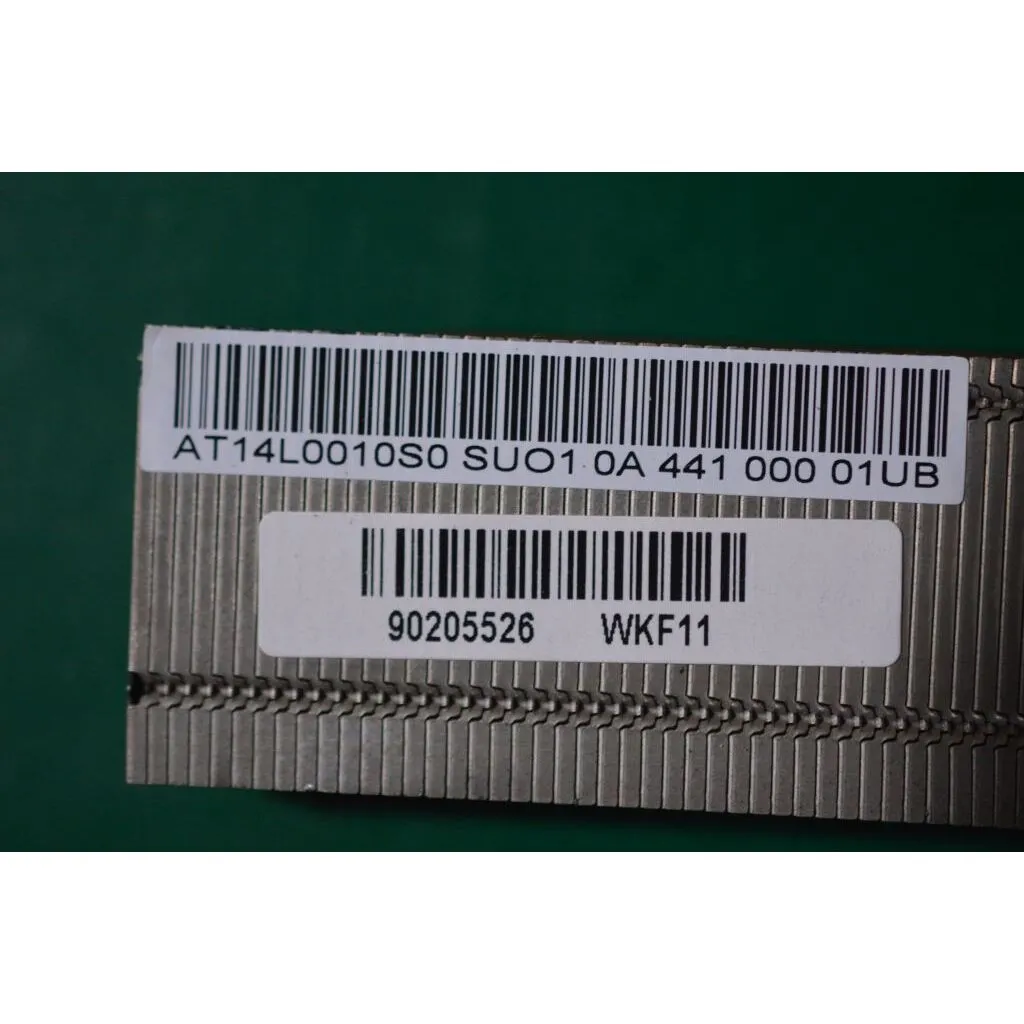 AT14L0010S0 SUO1 0A 441 000 01UB
90205526 WKF11